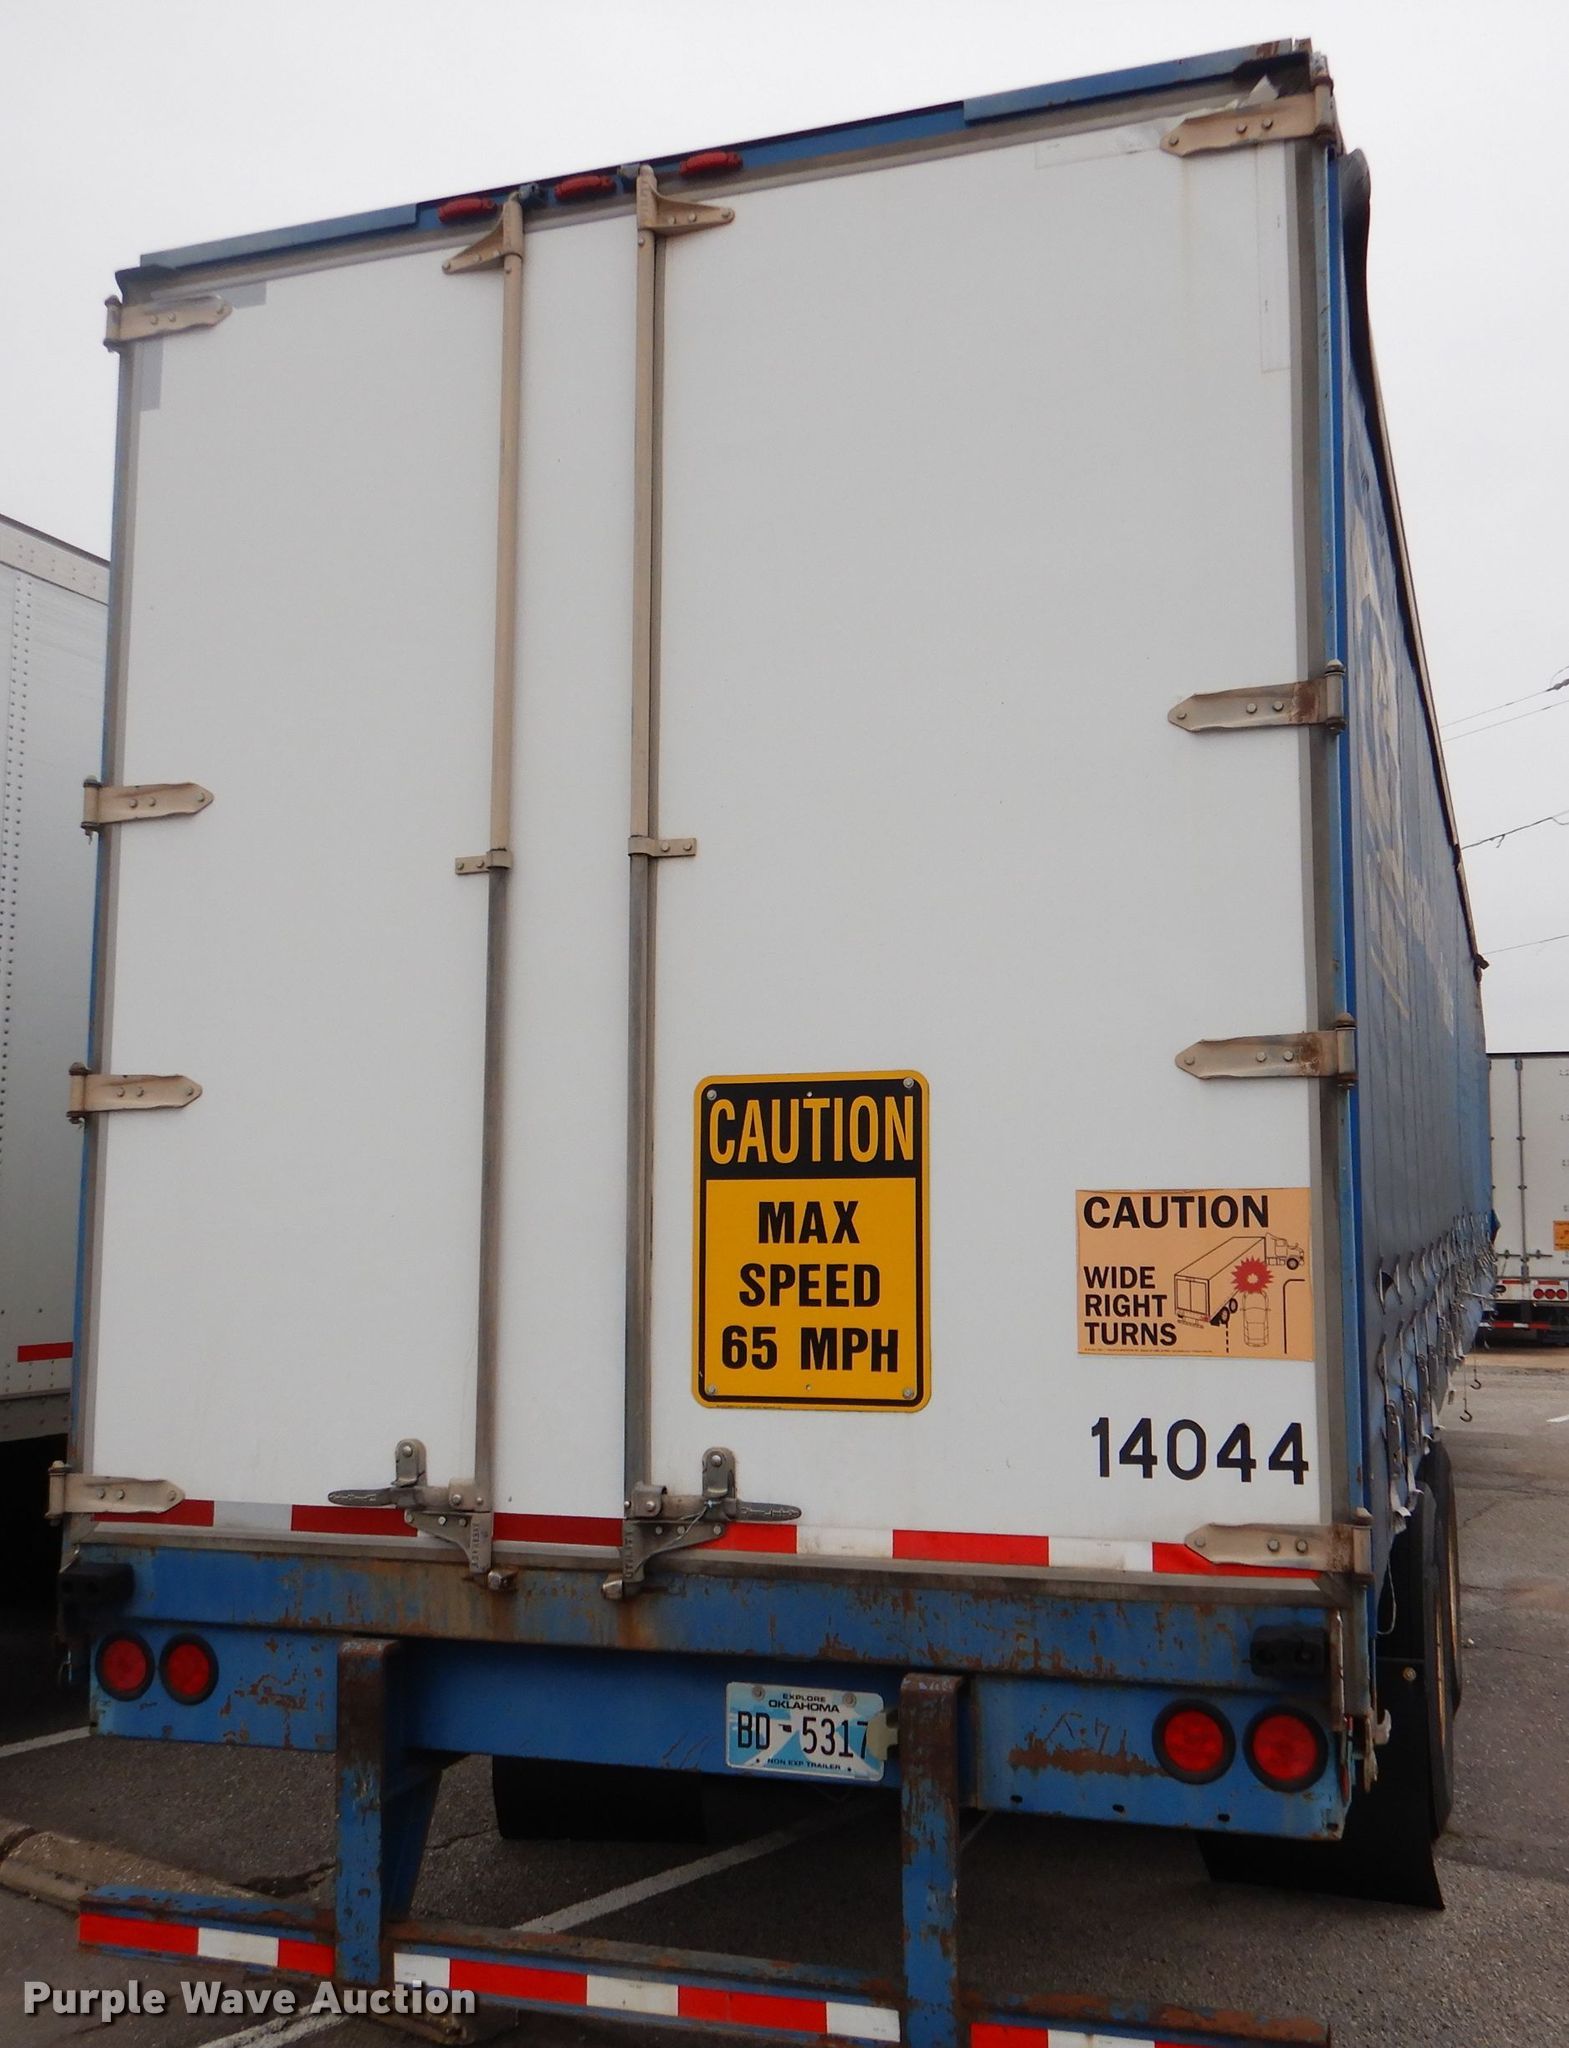 CAUTION
MAX
SPEED
65 MPH
CAUTION
WIDE
RIGHT
TURNS
14044
EXPLORE
OKLAHOMA
BD-5317
NON EXP TRAILER
Purple Wave Auction